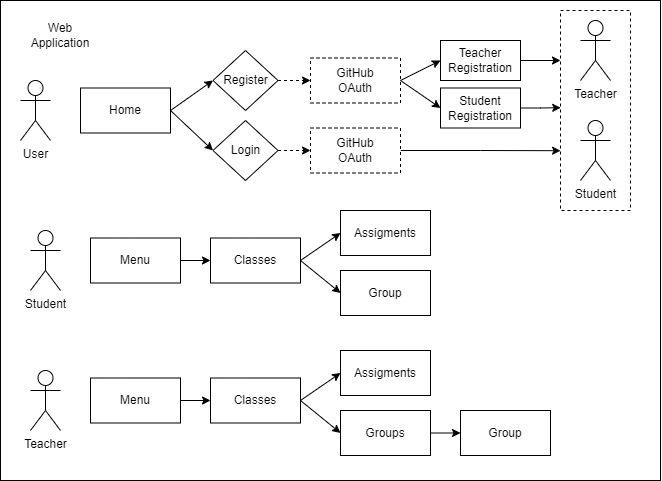 Web
Application
User
Home
Register
GitHub
OAuth
Teacher
Registration
Student
Registration
Login
GitHub
OAuth
Teacher
Student
Student
Menu
Classes
Assigments
Group
Teacher
Menu
Classes
Assigments
Groups
Group